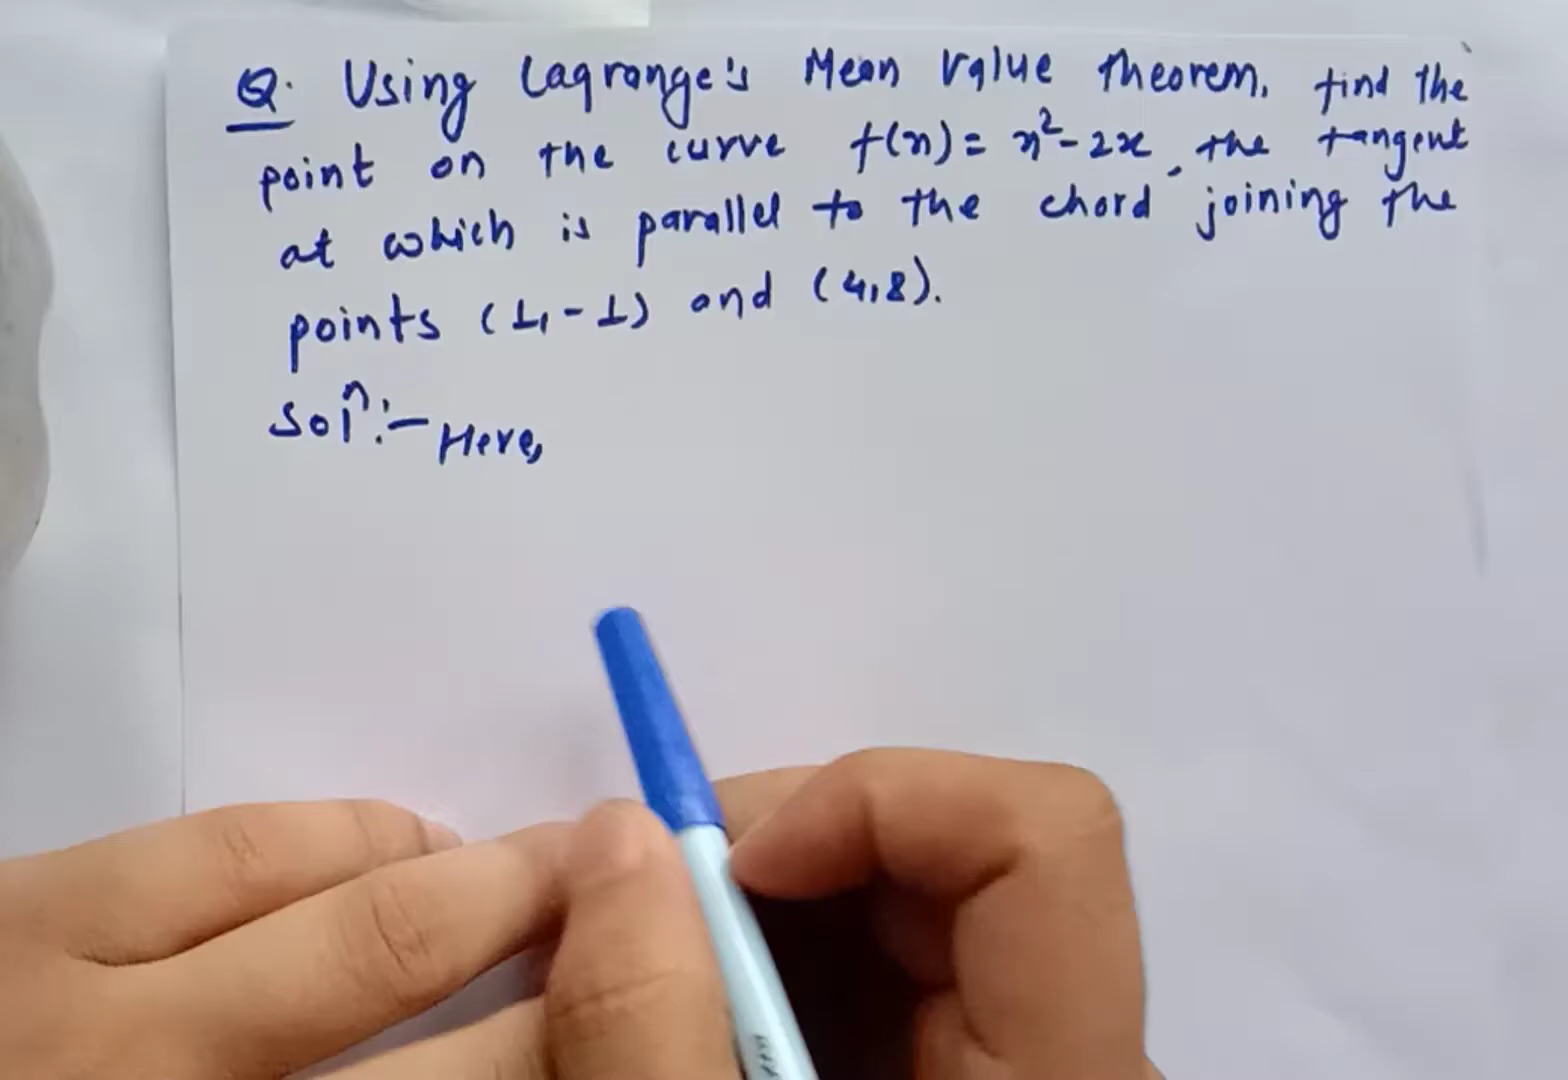 Q. Using Lagrange's Mean Value Theorem, find the
point on the curve f(x) = x² - 2x, the tangent
at which is parallel to the chord joining the
points (1, -1) and (4,8).
Solⁿ:- Here,